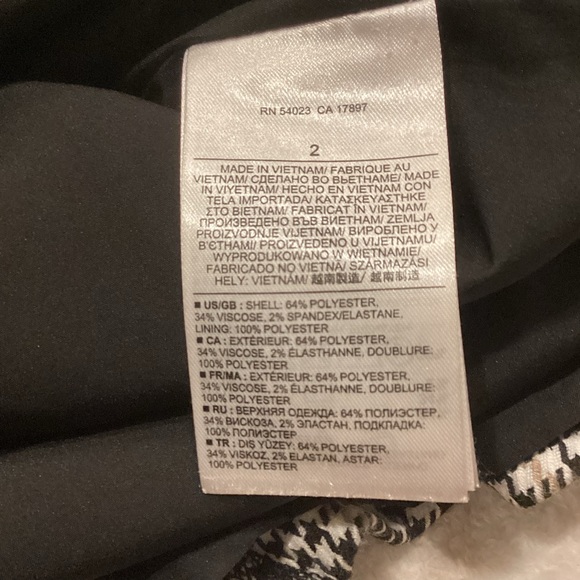 RN 54023 CA 17897
2
MADE IN VIETNAM/ FABRIQUE AU
VIETNAM/ СДЕЛАНО ВО ВЬЕТНАМЕ/ MADE
IN VIYETNAM/ HECHO EN VIETNAM CON
TELA IMPORTADA/ ΚΑΤΑΣΚΕΥΑΣΤΗΚΕ
ΣΤΟ ΒΙΕΤΝΑΜ/ FABRICAT ÎN VIETNAM/
ПРОИЗВЕДЕНО ВЪВ ВИЕТНАМ/ ZEMLJA
PROIZVODNJE VIJETNAM/ ВИРОБЛЕНО У
В'ЄТНАМІ/ PROIZVEDENO U VIJETNAMU/
WYPRODUKOWANO W WIETNAMIE/
FABRICADO NO VIETNÃ/ SZÁRMAZÁSI
HELY: VIETNÁM/ 越南製造/ 越南制造
■ US/GB : SHELL: 64% POLYESTER,
34% VISCOSE, 2% SPANDEX/ELASTANE,
LINING: 100% POLYESTER
■ CA : EXTÉRIEUR: 64% POLYESTER,
34% VISCOSE, 2% ÉLASTHANNE, DOUBLURE:
100% POLYESTER
■ FR/MA : EXTÉRIEUR: 64% POLYESTER,
34% VISCOSE, 2% ÉLASTHANNE, DOUBLURE:
100% POLYESTER
■ RU : ВЕРХНЯЯ ОДЕЖДА: 64% ПОЛИЭСТЕР,
34% ВИСКОЗА, 2% ЭЛАСТАН, ПОДКЛАДКА:
100% ПОЛИЭСТЕР
■ TR : DIŞ YÜZEY: 64% POLYESTER,
34% VISKOZ, 2% ELASTAN, ASTAR:
100% POLYESTER